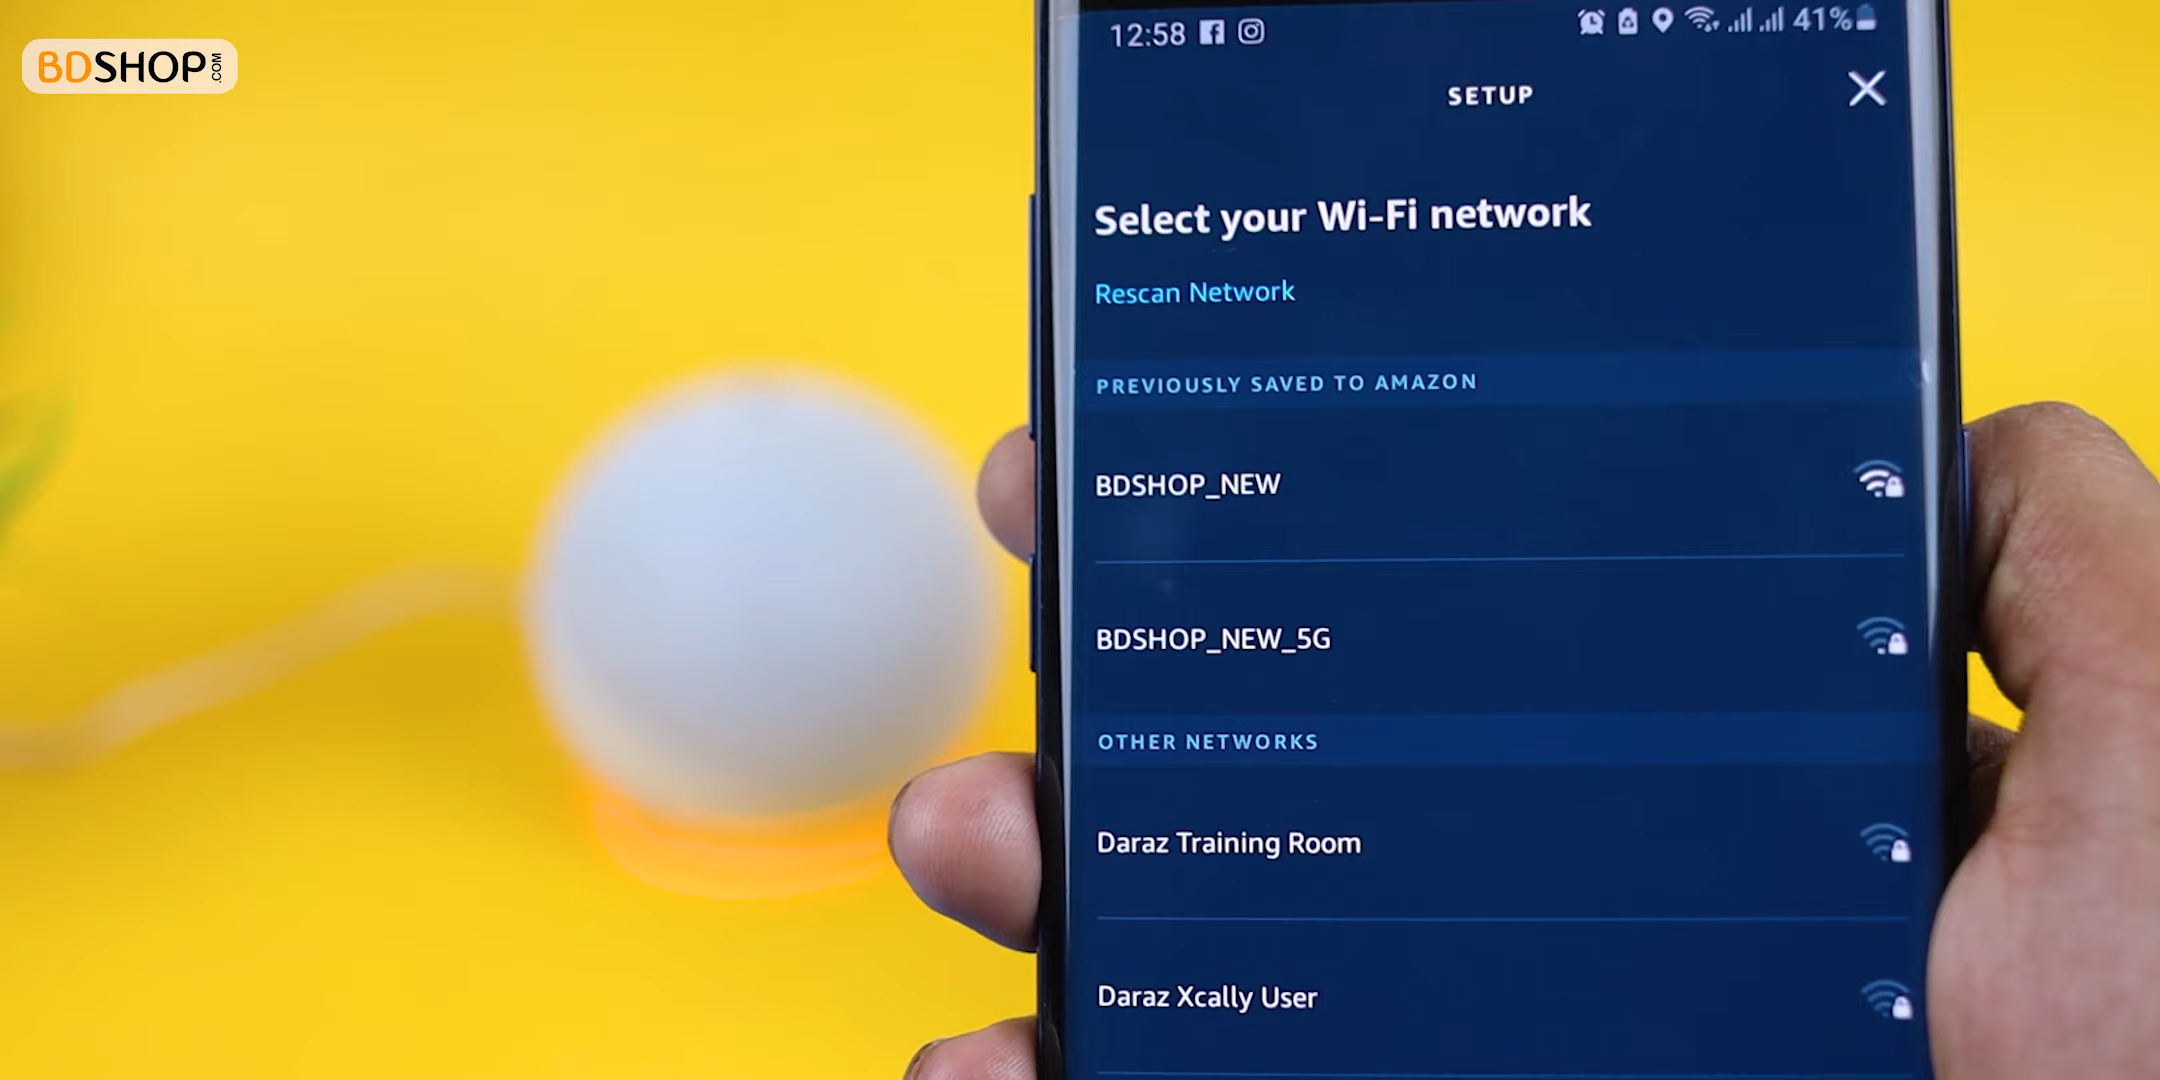 BDSHOP.COM
12:58
41%
SETUP
Select your Wi-Fi network
Rescan Network
PREVIOUSLY SAVED TO AMAZON
BDSHOP_NEW
BDSHOP_NEW_5G
OTHER NETWORKS
Daraz Training Room
Daraz Xcally User